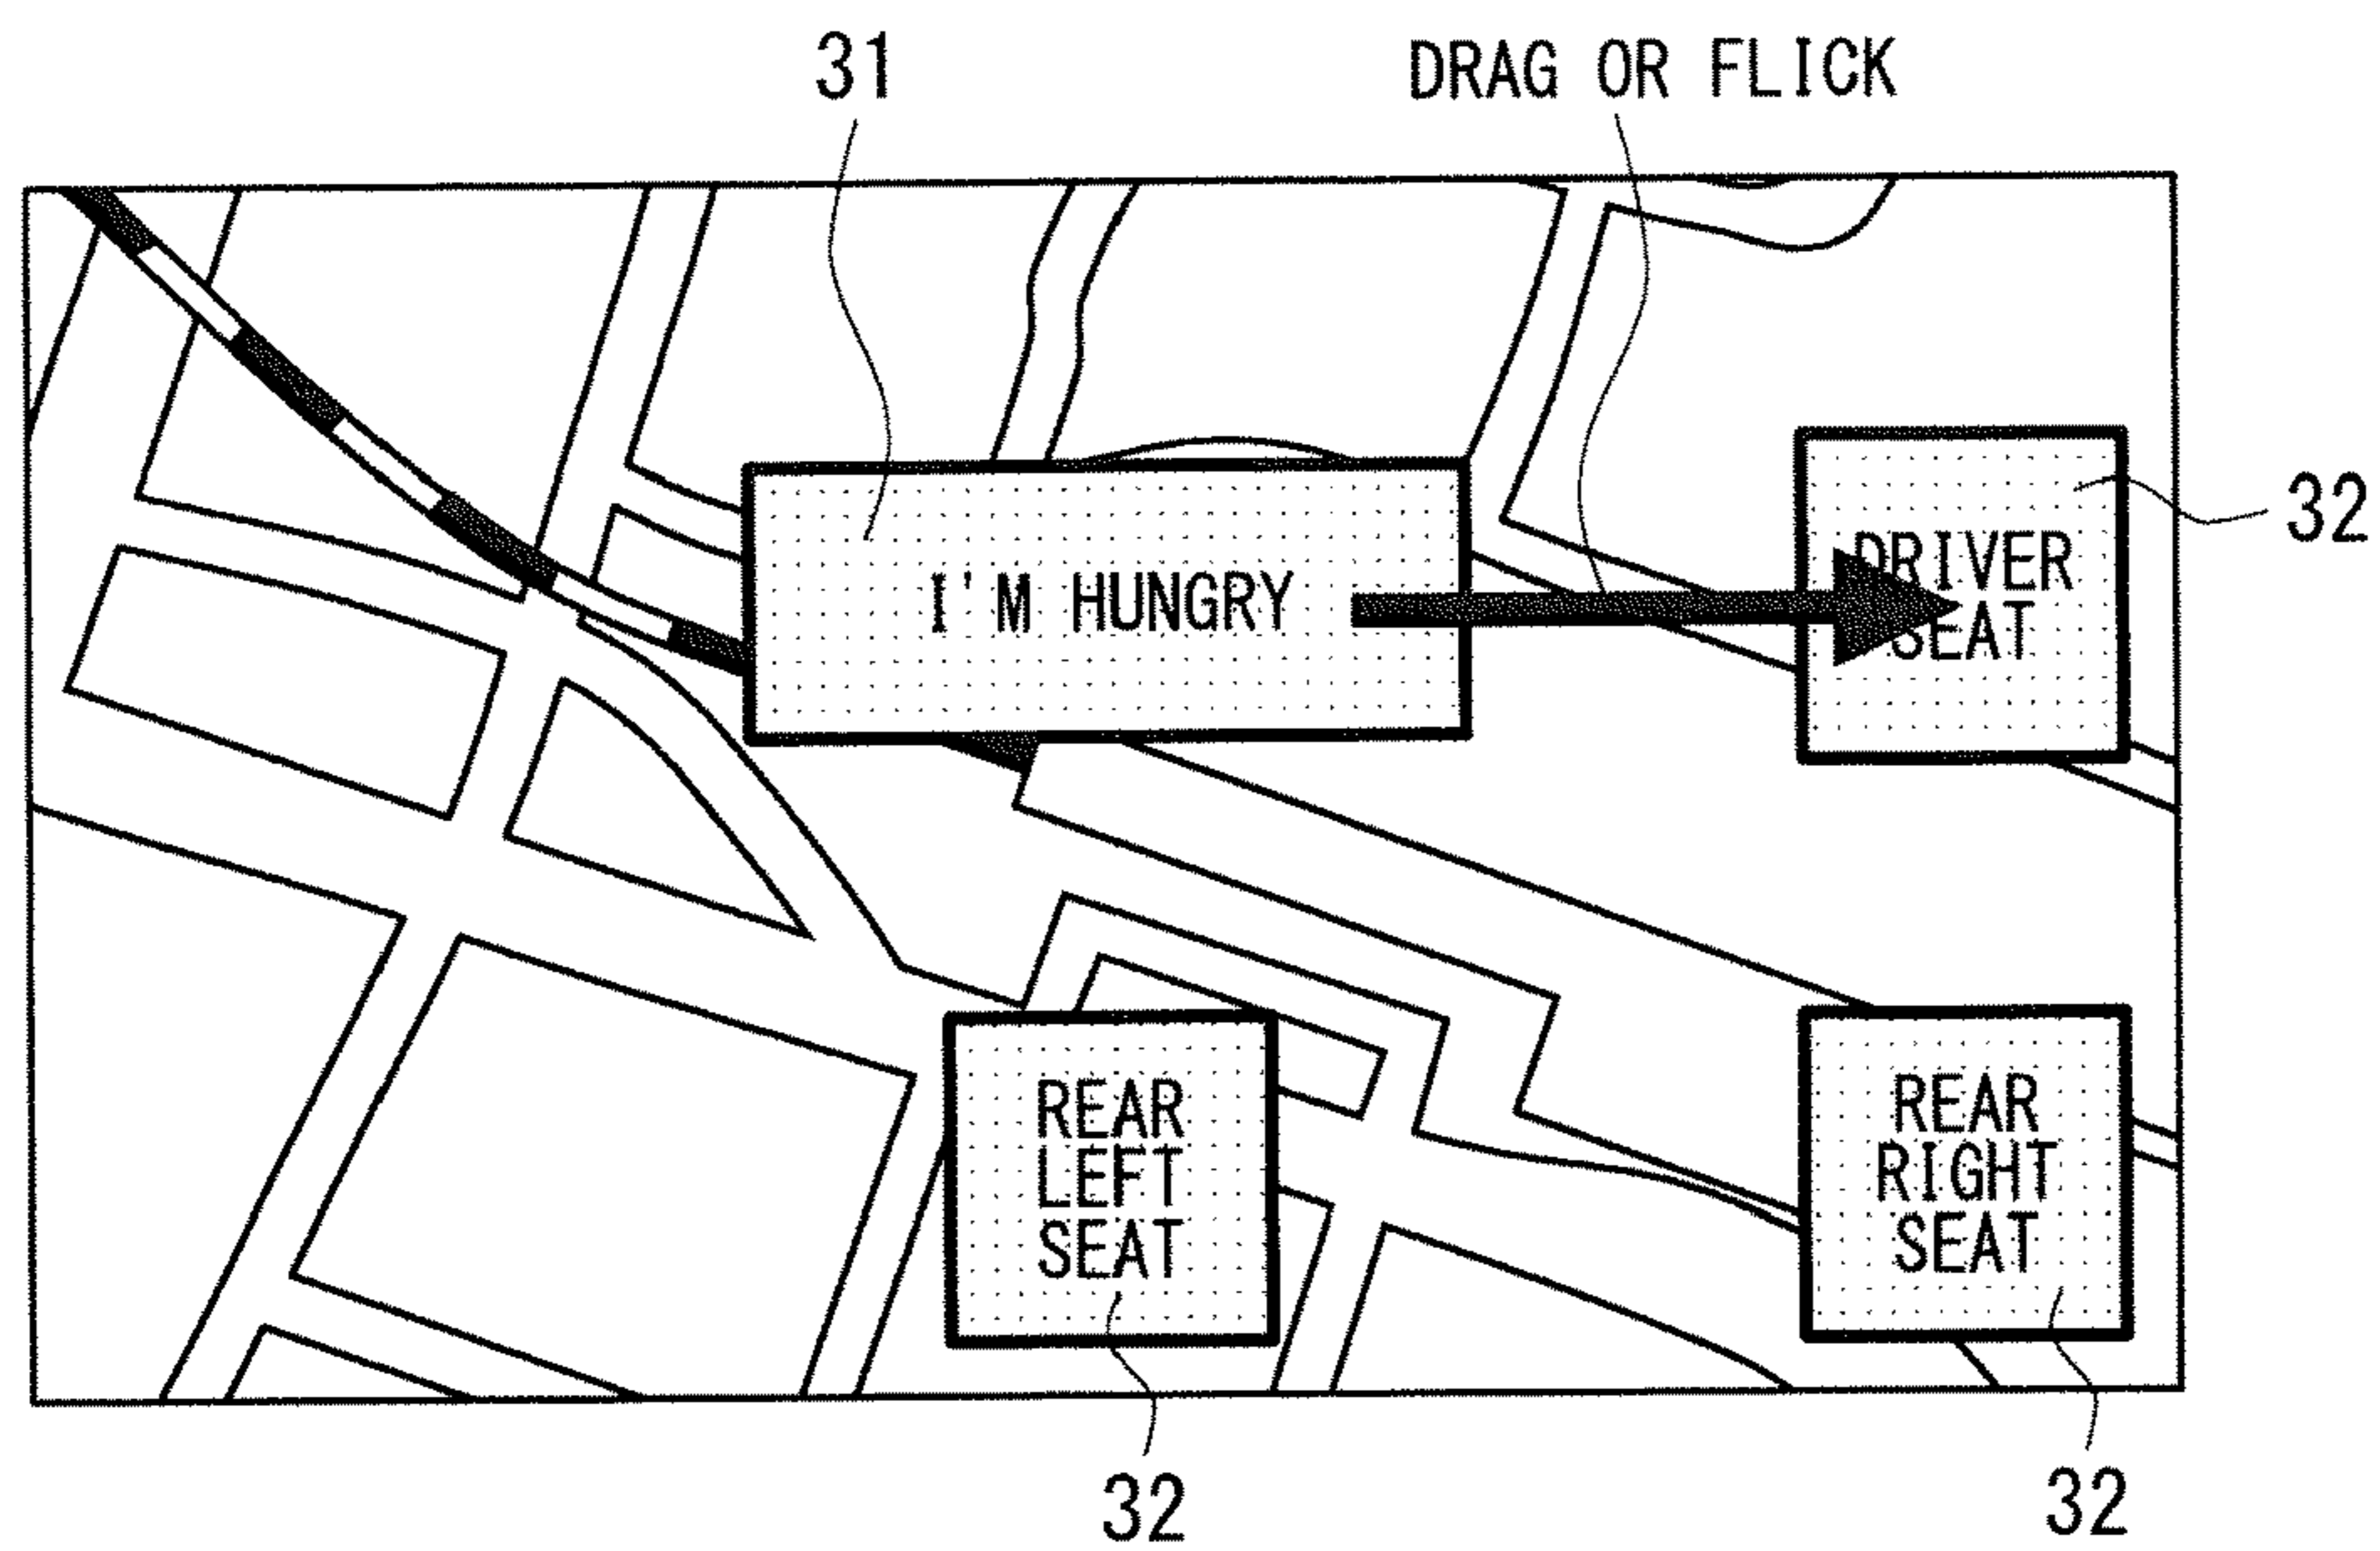 31
DRAG OR FLICK
I'M HUNGRY
DRIVER
SEAT
32
REAR
LEFT
SEAT
REAR
RIGHT
SEAT
32
32